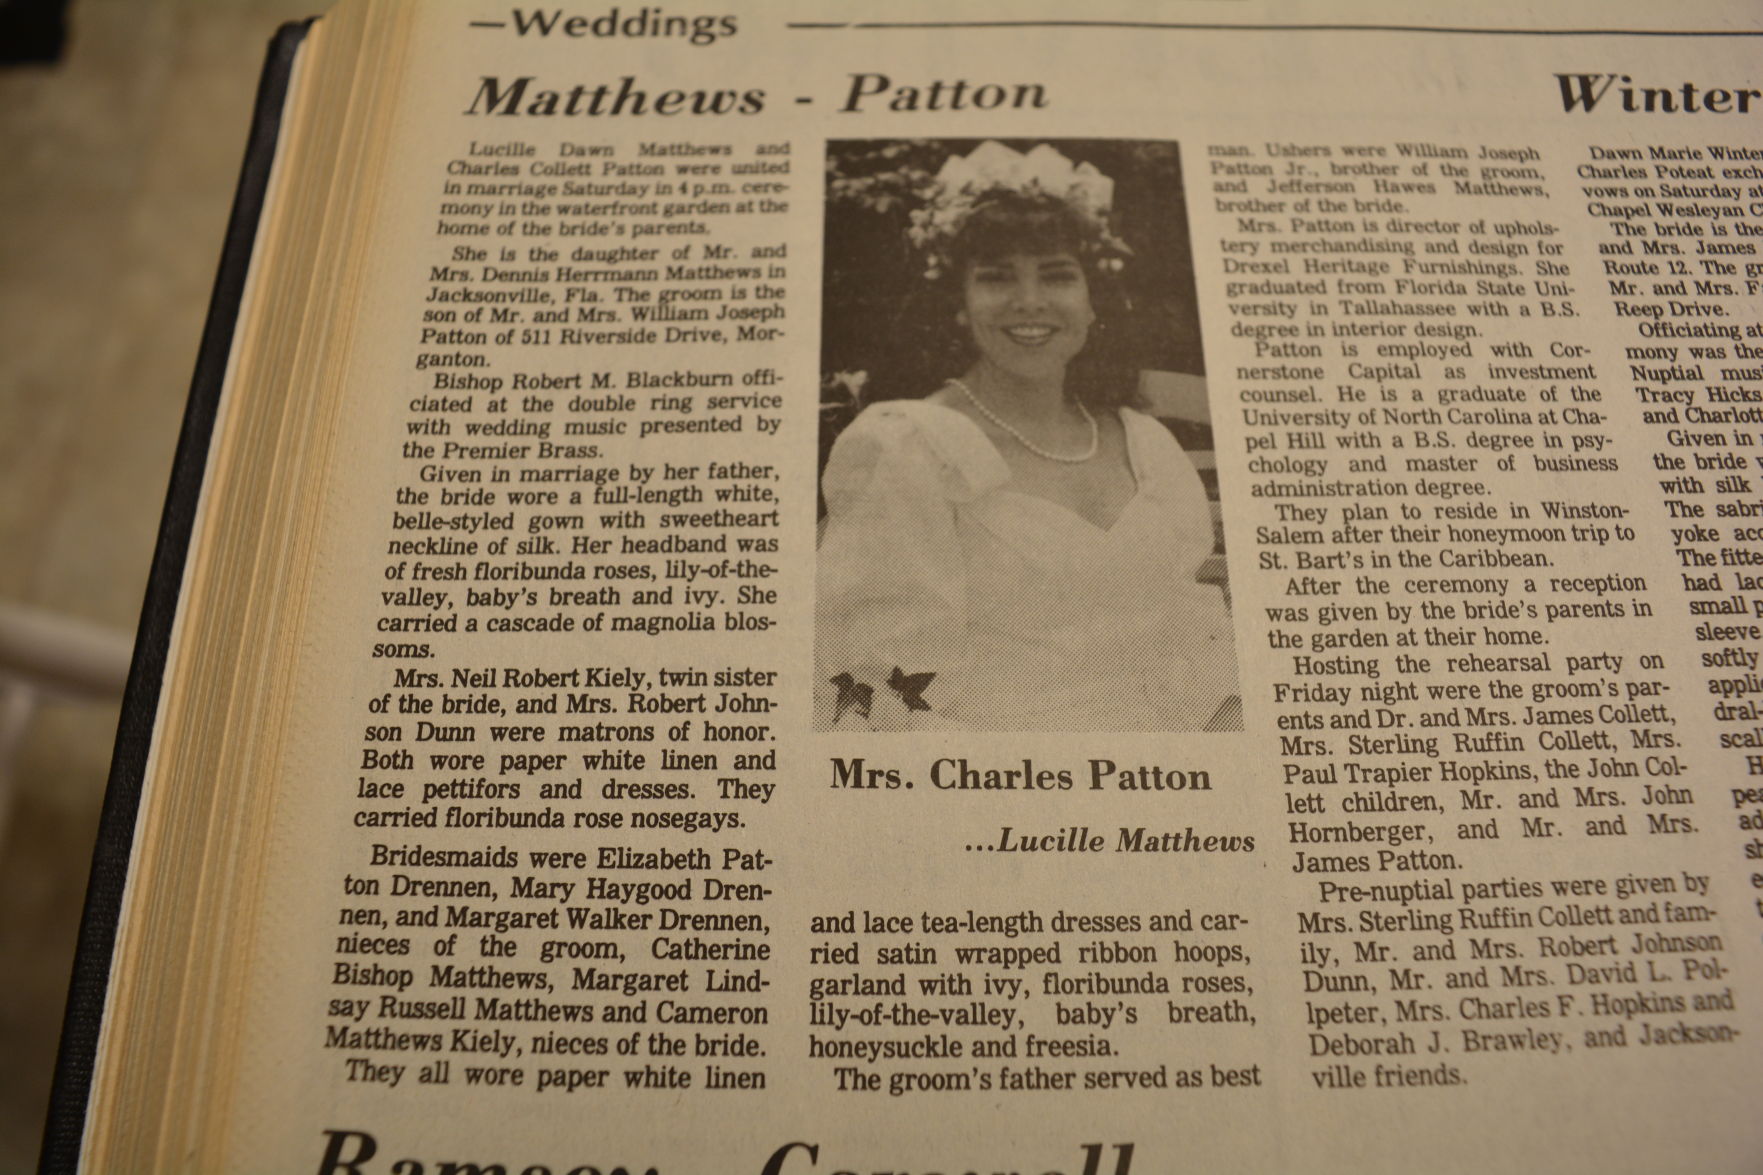 —Weddings
Matthews - Patton
Lucille Dawn Matthews and
Charles Collett Patton were united
in marriage Saturday in 4 p.m. cere-
mony in the waterfront garden at the
home of the bride's parents.
She is the daughter of Mr. and
Mrs. Dennis Herrmann Matthews in
Jacksonville, Fla. The groom is the
son of Mr. and Mrs. William Joseph
Patton of 511 Riverside Drive, Mor-
ganton.
Bishop Robert M. Blackburn offi-
ciated at the double ring service
with wedding music presented by
the Premier Brass.
Given in marriage by her father,
the bride wore a full-length white,
belle-styled gown with sweetheart
neckline of silk. Her headband was
of fresh floribunda roses, lily-of-the-
valley, baby's breath and ivy. She
carried a cascade of magnolia blos-
soms.
Mrs. Neil Robert Kiely, twin sister
of the bride, and Mrs. Robert John-
son Dunn were matrons of honor.
Both wore paper white linen and
lace pettifors and dresses. They
carried floribunda rose nosegays.
Bridesmaids were Elizabeth Pat-
ton Drennen, Mary Haygood Dren-
nen, and Margaret Walker Drennen,
nieces of the groom, Catherine
Bishop Matthews, Margaret Lind-
say Russell Matthews and Cameron
Matthews Kiely, nieces of the bride.
They all wore paper white linen
Mrs. Charles Patton
...Lucille Matthews
and lace tea-length dresses and car-
ried satin wrapped ribbon hoops,
garland with ivy, floribunda roses,
lily-of-the-valley, baby's breath,
honeysuckle and freesia.
The groom's father served as best
man. Ushers were William Joseph
Patton Jr., brother of the groom,
and Jefferson Hawes Matthews,
brother of the bride.
Mrs. Patton is director of uphols-
tery merchandising and design for
Drexel Heritage Furnishings. She
graduated from Florida State Uni-
versity in Tallahassee with a B.S.
degree in interior design.
Patton is employed with Cor-
nerstone Capital as investment
counsel. He is a graduate of the
University of North Carolina at Cha-
pel Hill with a B.S. degree in psy-
chology and master of business
administration degree.
They plan to reside in Winston-
Salem after their honeymoon trip to
St. Bart's in the Caribbean.
After the ceremony a reception
was given by the bride's parents in
the garden at their home.
Hosting the rehearsal party on
Friday night were the groom's par-
ents and Dr. and Mrs. James Collett,
Mrs. Sterling Ruffin Collett, Mrs.
Paul Trapier Hopkins, the John Col-
lett children, Mr. and Mrs. John
Hornberger, and Mr. and Mrs.
James Patton.
Pre-nuptial parties were given by
Mrs. Sterling Ruffin Collett and fam-
ily, Mr. and Mrs. Robert Johnson
Dunn, Mr. and Mrs. David L. Pol-
lpeter, Mrs. Charles F. Hopkins and
Deborah J. Brawley, and Jackson-
ville friends.
Winter
Dawn Marie Winter
Charles Poteat exch
vows on Saturday at
Chapel Wesleyan C
The bride is the
and Mrs. James
Route 12. The gr
Mr. and Mrs. F
Reep Drive.
Officiating at
mony was the
Nuptial musi
Tracy Hicks
and Charlott
Given in
the bride
with silk
The sabri
yoke acc
The fitte
had lac
small p
sleeve
softly
appli
dral-
scal
H
pea
ad
sh